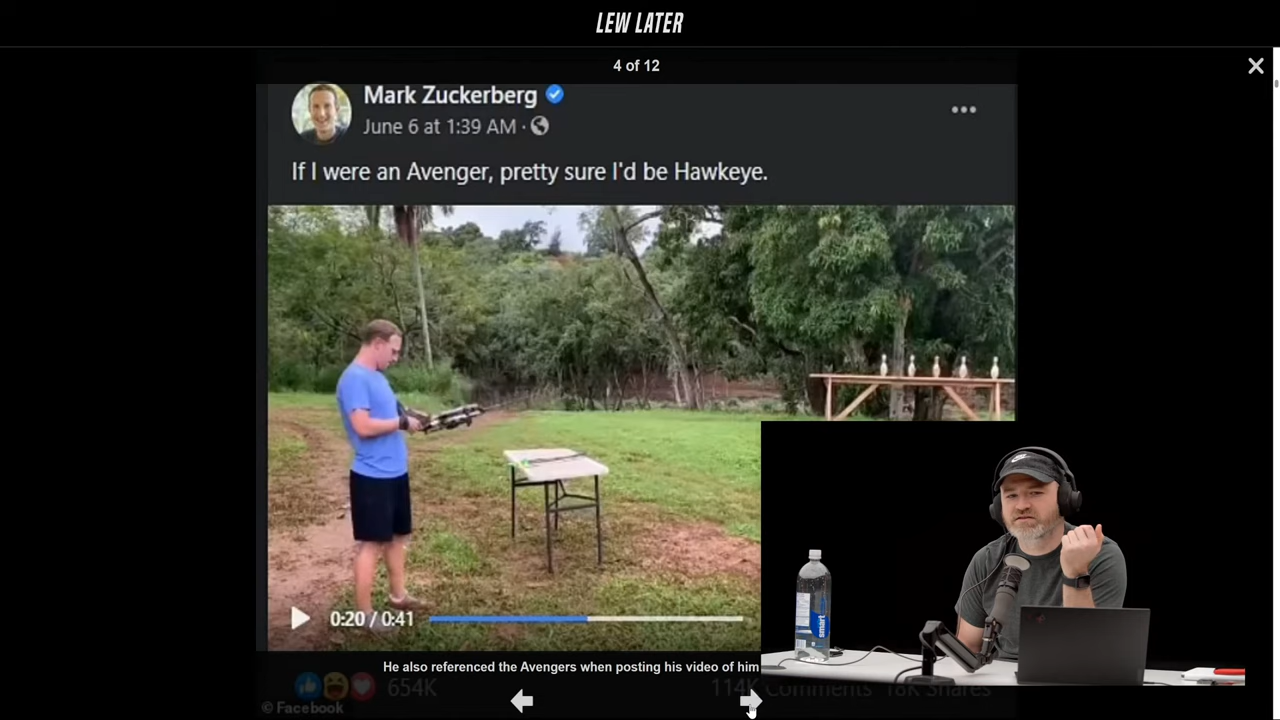 LEW LATER
4 of 12
Mark Zuckerberg
June 6 at 1:39 AM ·
If I were an Avenger, pretty sure I'd be Hawkeye.
0:20 / 0:41
smart
He also referenced the Avengers when posting his video of him
654K
114K Comments 18K Shares
© Facebook